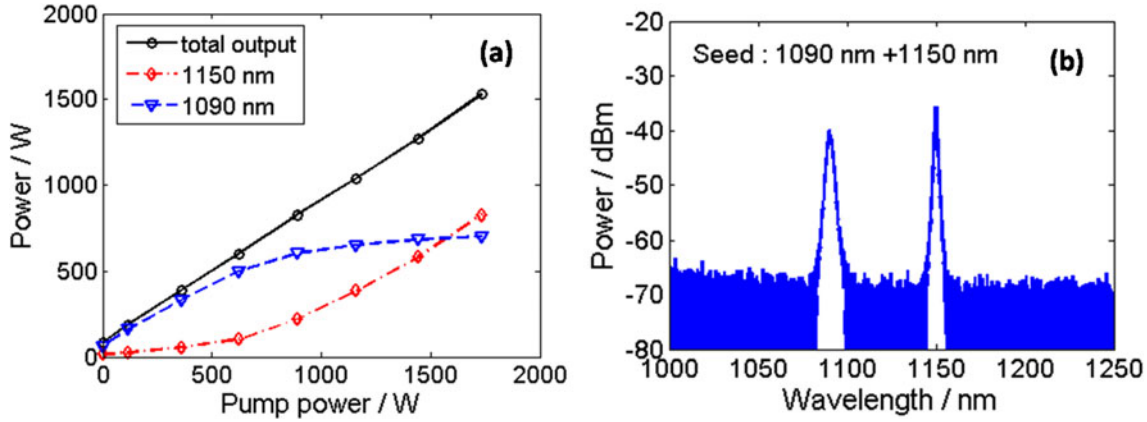 2000
1500
1000
500
0
0
500
1000
1500
2000
Power / W
Pump power / W
total output
1150 nm
1090 nm
(a)
-20
-30
-40
-50
-60
-70
-80
1000
1050
1100
1150
1200
1250
Power / dBm
Wavelength / nm
Seed : 1090 nm +1150 nm
(b)